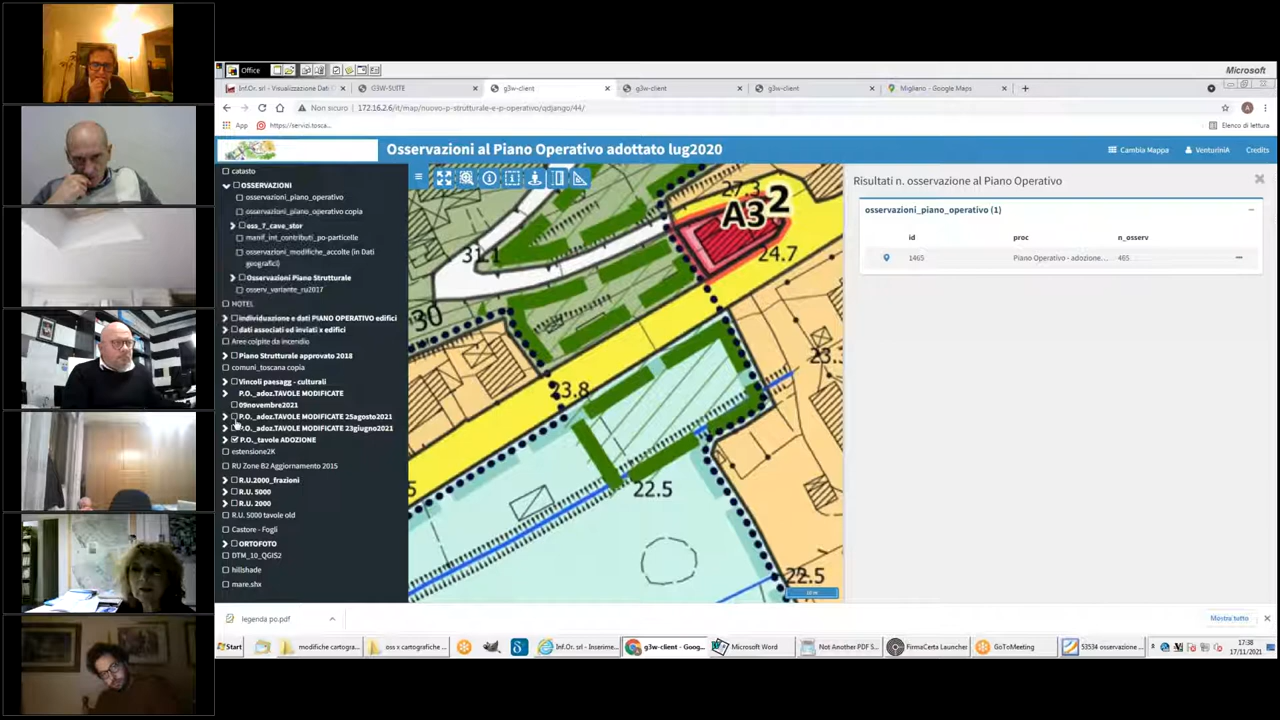 Office
Microsoft
Inf.Or. srl - Visualizzazione Dati
G3W-SUITE
g3w-client
g3w-client
g3w-client
Migliano - Google Maps
Non sicuro
172.16.2.6/it/map/nuovo-p-strutturale-e-p-operativo/qdjango/44/
App
https://servizi.tosca...
Elenco di lettura
Osservazioni al Piano Operativo adottato lug2020
Cambia Mappa
VenturiniA
Credits
catasto
OSSERVAZIONI
osservazioni_piano_operativo
osservazioni_piano_operativo copia
oss_7_cave_stor
manif_int_contributi_po-particelle
osservazioni_modifiche_accolte (in Dati
geografici)
Osservazioni Piano Strutturale
osserv_variante_ru2017
HOTEL
individuazione e dati PIANO OPERATIVO edifici
dati associati ed inviati x edifici
Aree colpite da incendio
Piano Strutturale approvato 2018
comuni_toscana copia
Vincoli paesagg - culturali
P.O._adoz.TAVOLE MODIFICATE
09novembre2021
P.O._adoz.TAVOLE MODIFICATE 25agosto2021
P.O._adoz.TAVOLE MODIFICATE 23giugno2021
P.O._tavole ADOZIONE
estensione2K
RU Zone B2 Aggiornamento 2015
R.U.2000_frazioni
R.U. 5000
R.U. 2000
R.U. 5000 tavole old
Castore - Fogli
ORTOFOTO
DTM_10_QGIS2
hillshade
mare.shx
27.3
A3 2
31.1
24.7
30
23.8
23.
5
22.5
22.5
10 m
Risultati n. osservazione al Piano Operativo
osservazioni_piano_operativo (1)
id
proc
n_osserv
1465
Piano Operativo - adozione...
465
legenda po.pdf
Mostra tutto
Start
modifiche cartogra...
oss x cartografiche ...
Inf.Or. srl - Inserime...
g3w-client - Goog...
Microsoft Word
Not Another PDF S...
FirmaCerta Launcher
GoToMeeting
53534 osservazione ...
17:38
17/11/2021